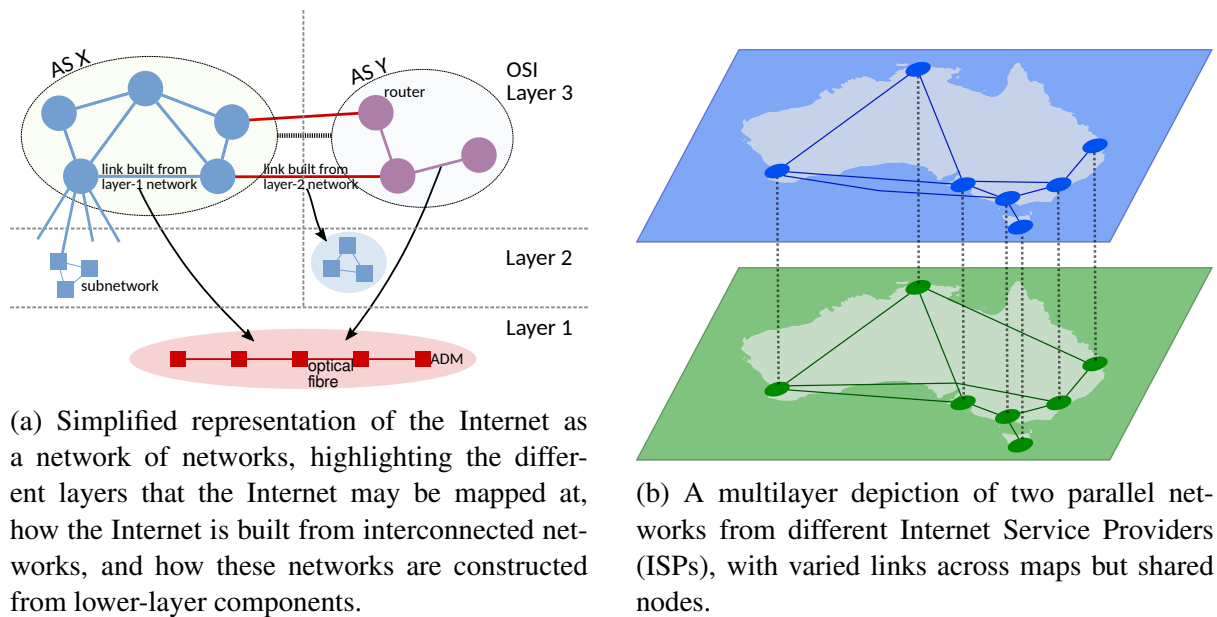 AS X
AS Y
OSI
Layer 3
router
link built from
layer-1 network
link built from
layer-2 network
Layer 2
subnetwork
Layer 1
ADM
optical
fibre
(a) Simplified representation of the Internet as
a network of networks, highlighting the differ-
ent layers that the Internet may be mapped at,
how the Internet is built from interconnected net-
works, and how these networks are constructed
from lower-layer components.
(b) A multilayer depiction of two parallel net-
works from different Internet Service Providers
(ISPs), with varied links across maps but shared
nodes.